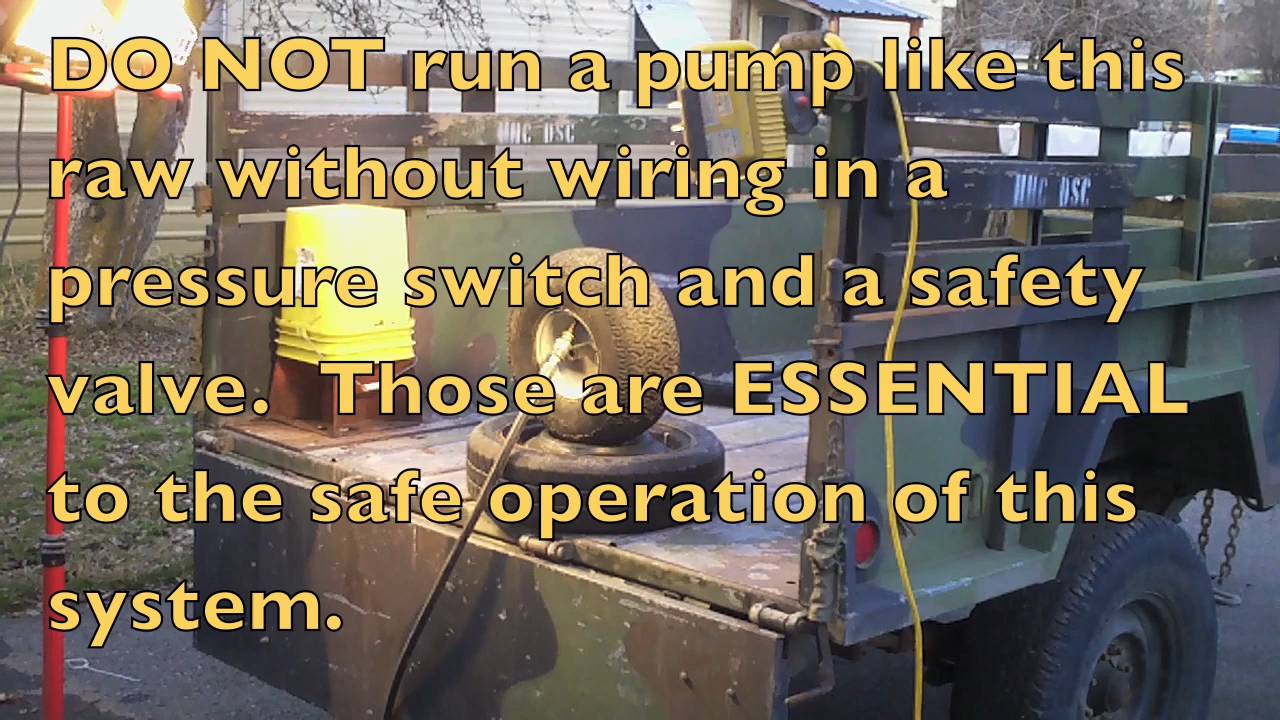 DO NOT run a pump like this
raw without wiring in a
pressure switch and a safety
valve. Those are ESSENTIAL
to the safe operation of this
system.